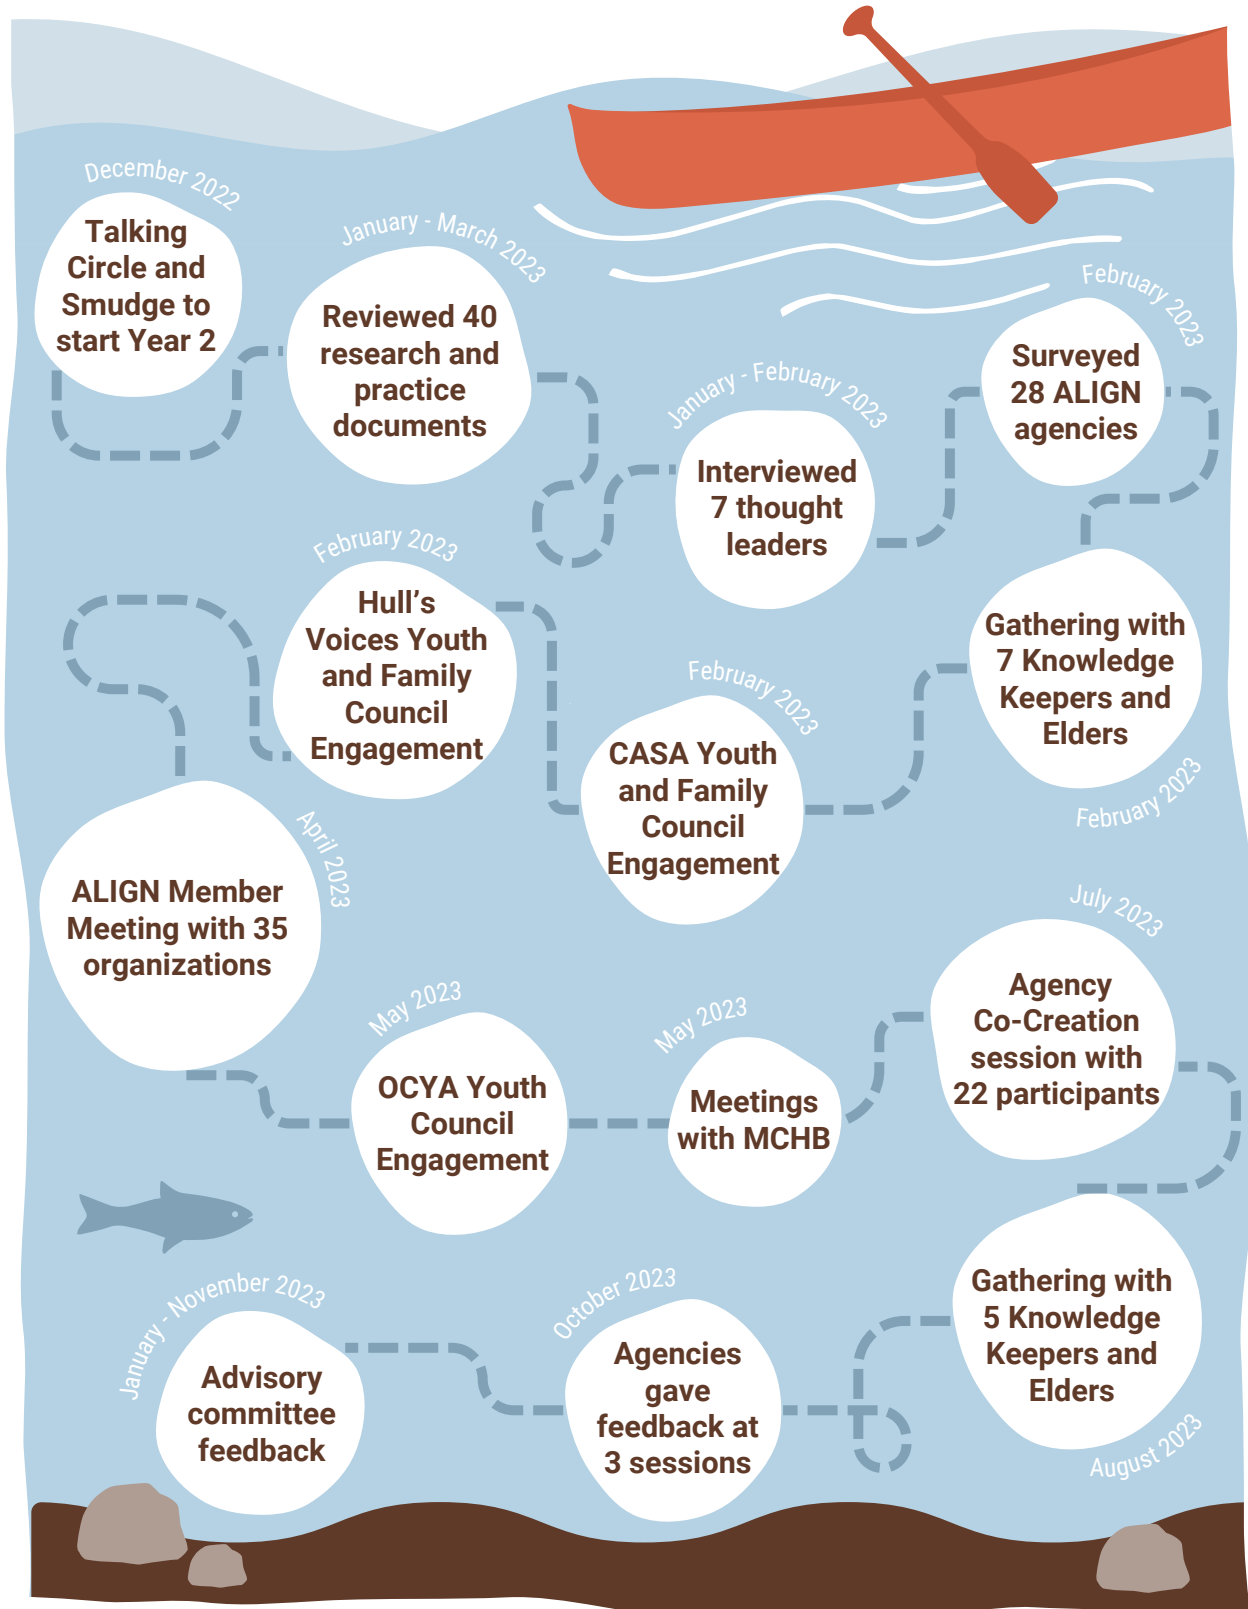 December 2022
Talking
Circle and
Smudge to
start Year 2
January - March 2023
Reviewed 40
research and
practice
documents
January - February 2023
Interviewed
7 thought
leaders
February 2023
Surveyed
28 ALIGN
agencies
Gathering with
7 Knowledge
Keepers and
Elders
February 2023
February 2023
CASA Youth
and Family
Council
Engagement
February 2023
Hull’s
Voices Youth
and Family
Council
Engagement
April 2023
ALIGN Member
Meeting with 35
organizations
May 2023
OCYA Youth
Council
Engagement
May 2023
Meetings
with MCHB
July 2023
Agency
Co-Creation
session with
22 participants
Gathering with
5 Knowledge
Keepers and
Elders
August 2023
October 2023
Agencies
gave
feedback at
3 sessions
January - November 2023
Advisory
committee
feedback